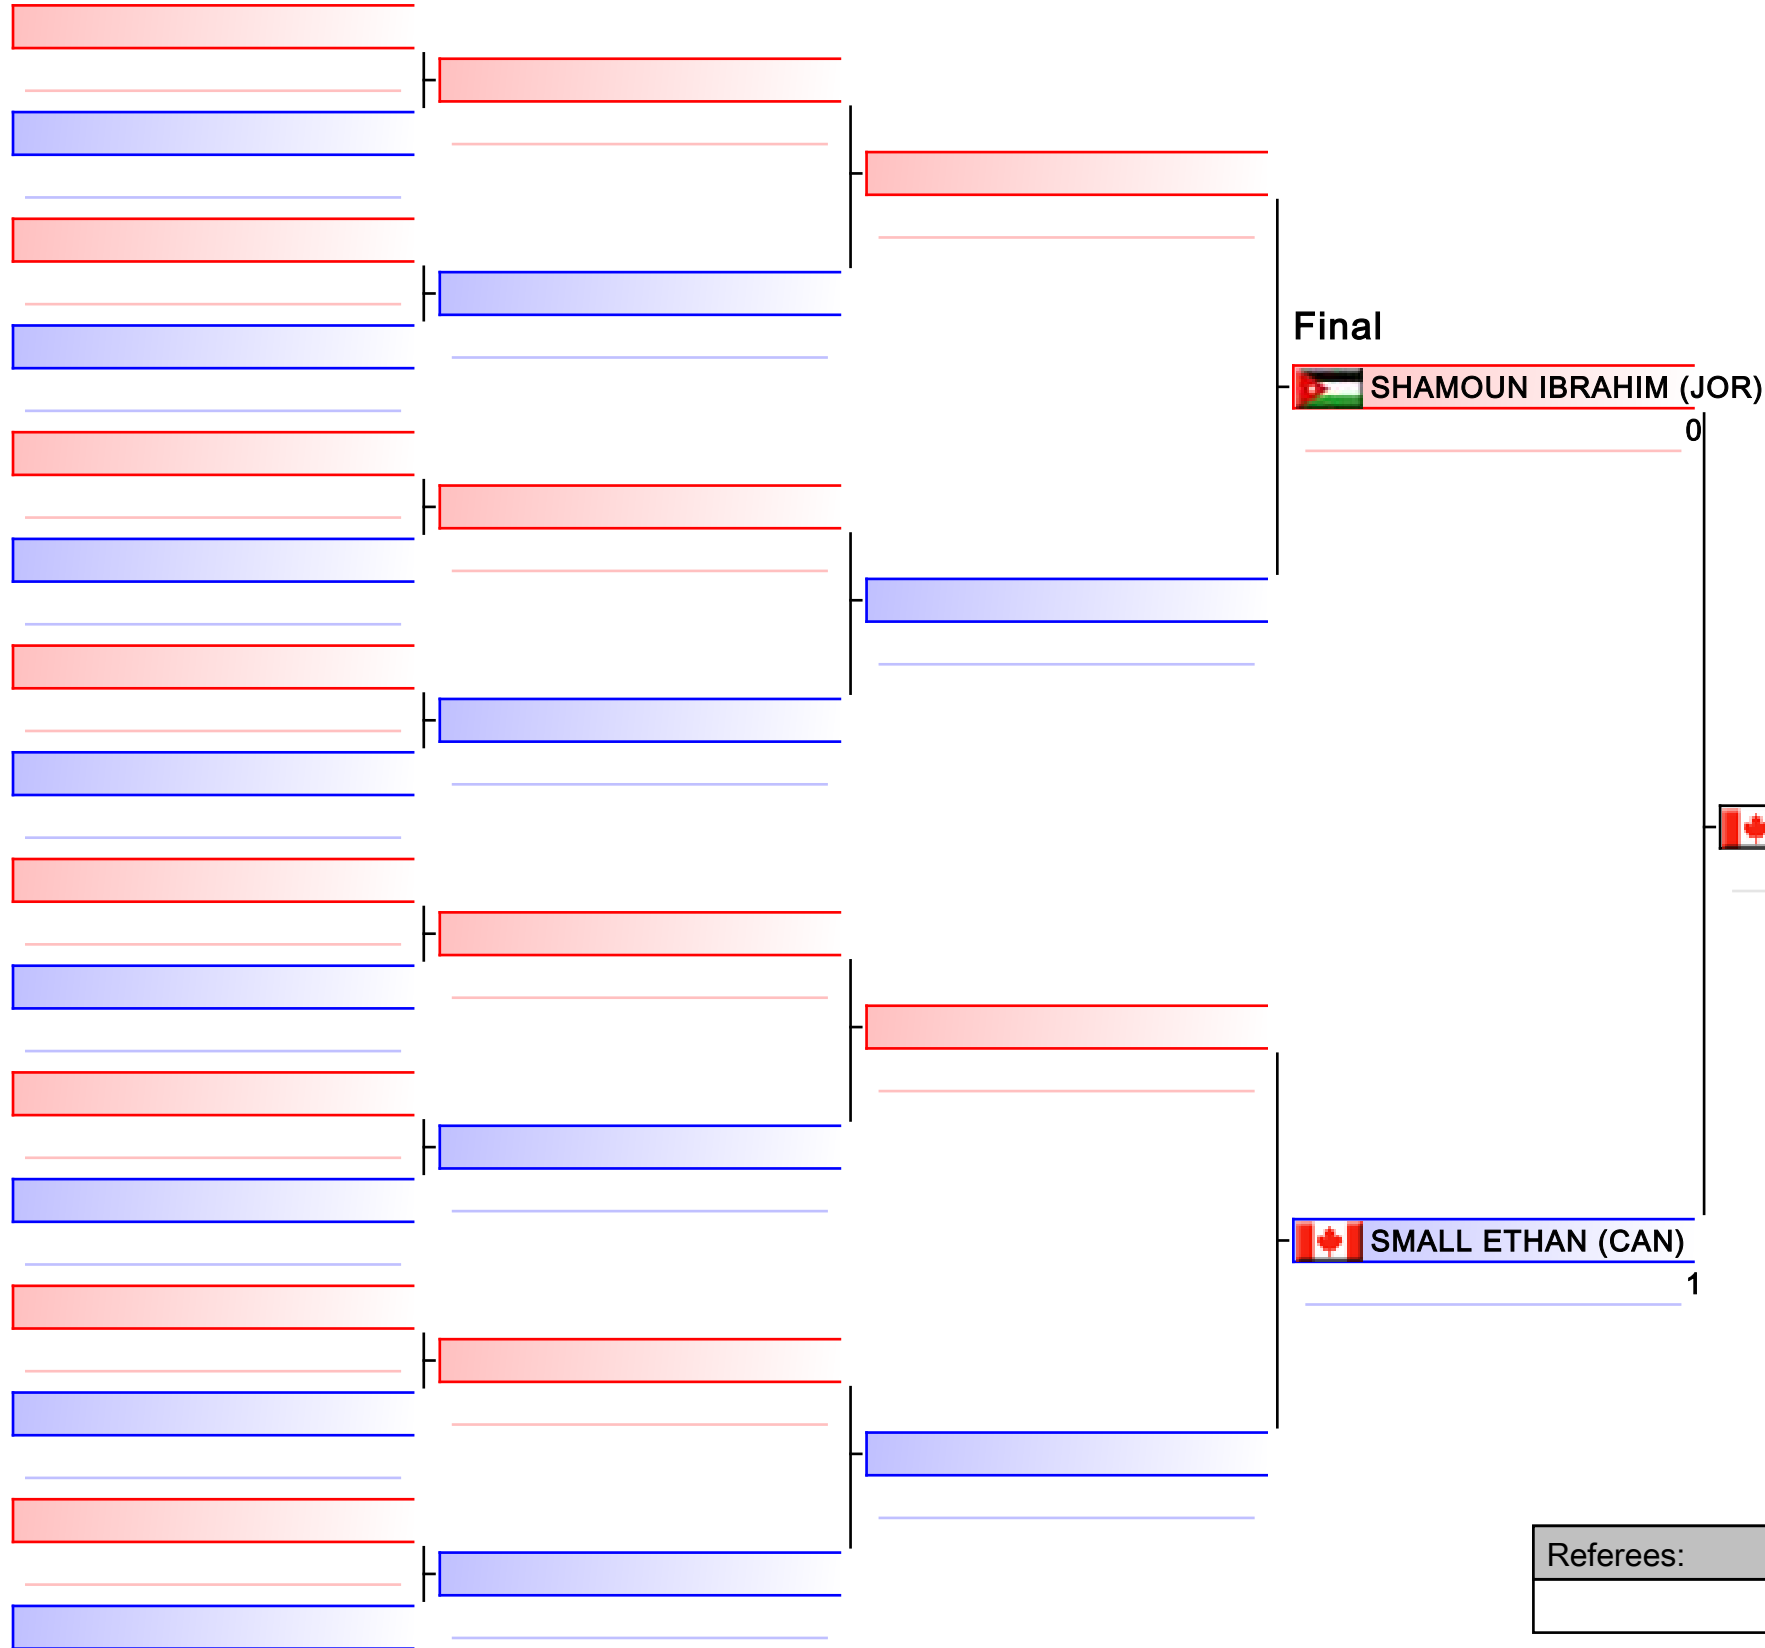 Final
SHAMOUN IBRAHIM (JOR)
0
SMALL ETHAN (CAN)
1
Referees: